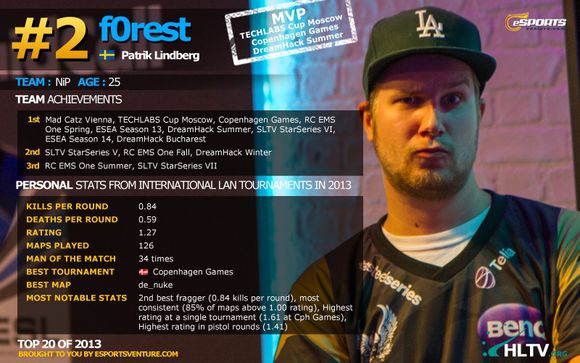 #2
f0rest
Patrik Lindberg
MVP
TECHLABS Cup Moscow
Copenhagen Games
DreamHack Summer
eSPORTS
VENTURE.COM
TEAM : NiP AGE : 25
TEAM ACHIEVEMENTS
1st Mad Catz Vienna, TECHLABS Cup Moscow, Copenhagen Games, RC EMS
One Spring, ESEA Season 13, DreamHack Summer, SLTV StarSeries VI,
ESEA Season 14, DreamHack Bucharest
2nd SLTV StarSeries V, RC EMS One Fall, DreamHack Winter
3rd RC EMS One Summer, SLTV StarSeries VII
PERSONAL STATS FROM INTERNATIONAL LAN TOURNAMENTS IN 2013
KILLS PER ROUND 0.84
DEATHS PER ROUND 0.59
RATING 1.27
MAPS PLAYED 126
MAN OF THE MATCH 34 times
BEST TOURNAMENT Copenhagen Games
BEST MAP de_nuke
MOST NOTABLE STATS 2nd best fragger (0.84 kills per round), most
consistent (85% of maps above 1.00 rating), Highest
rating at a single tournament (1.61 at Cph Games),
Highest rating in pistol rounds (1.41)
TOP 20 OF 2013
BROUGHT TO YOU BY ESPORTSVENTURE.COM
LA
Telia
BenQ
HLTV.ORG